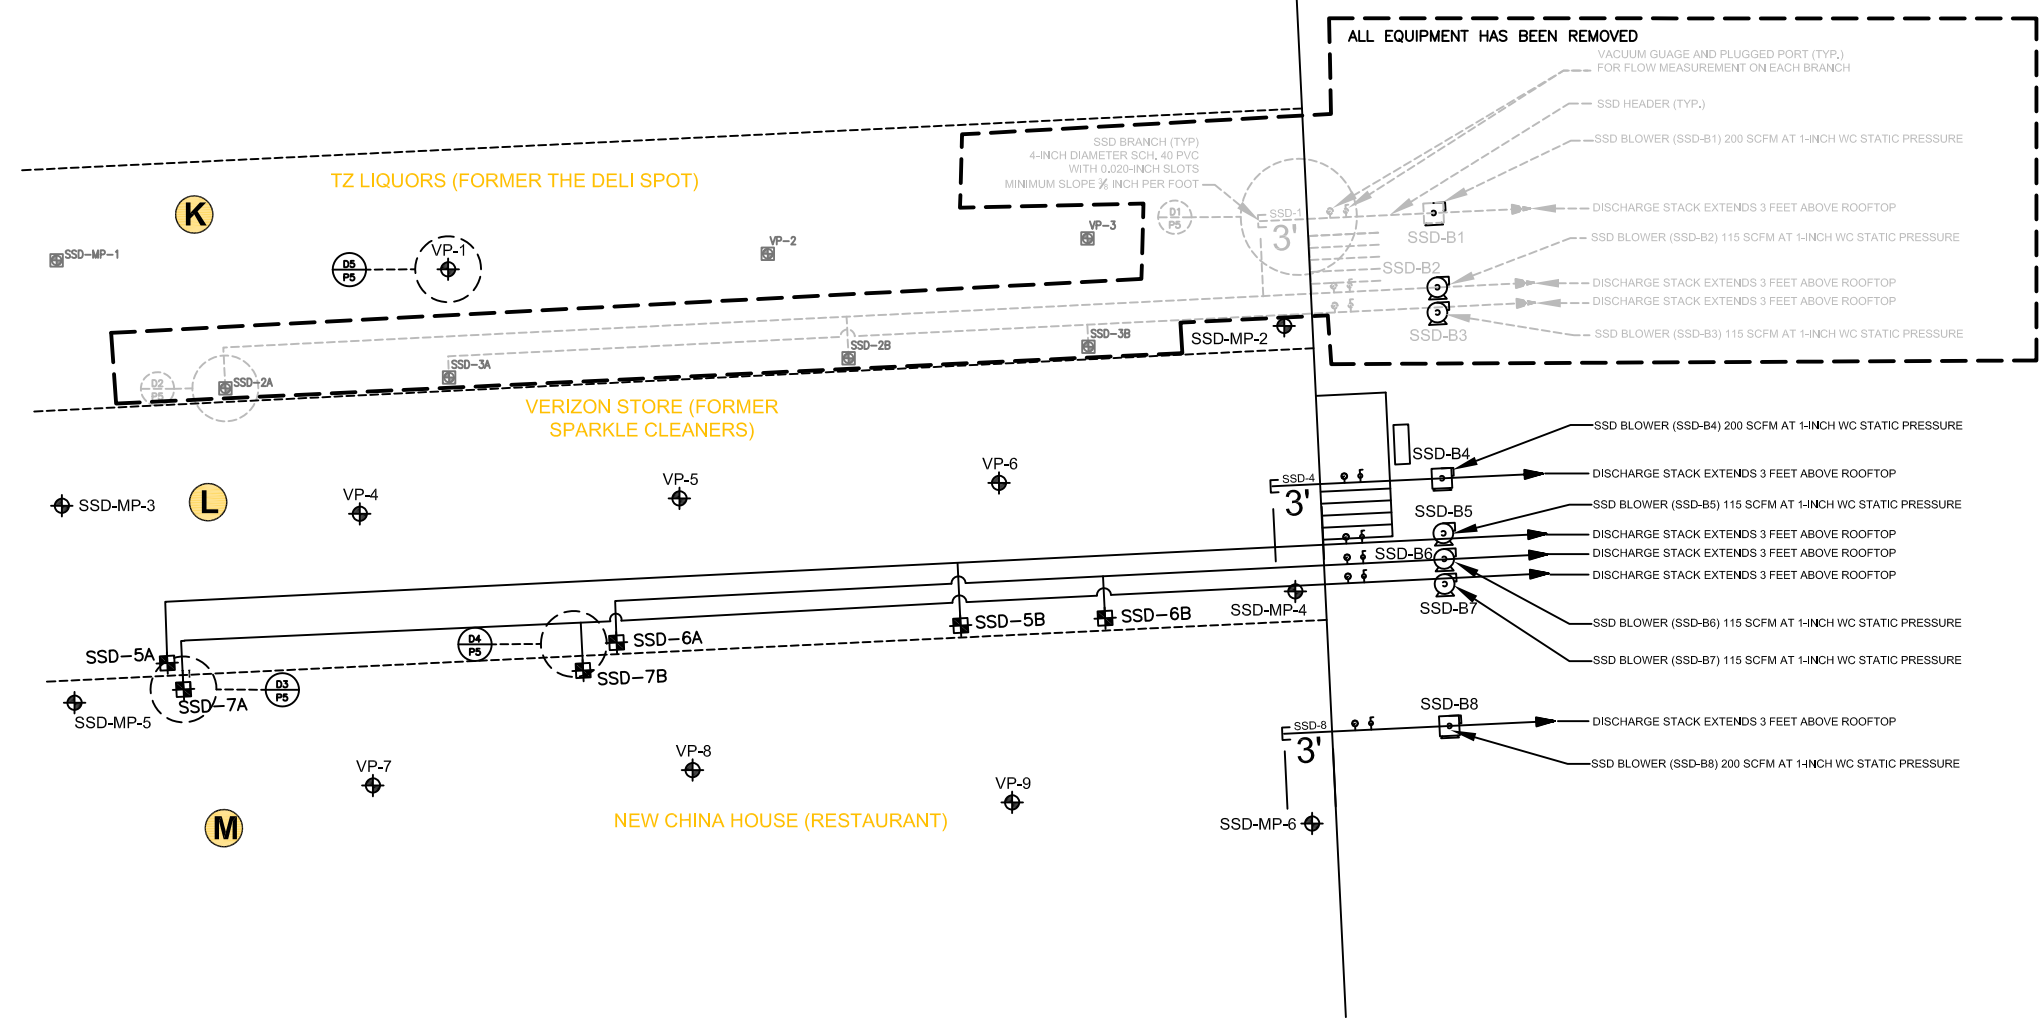 ALL EQUIPMENT HAS BEEN REMOVED
VACUUM GUAGE AND PLUGGED PORT (TYP.)
FOR FLOW MEASUREMENT ON EACH BRANCH
SSD HEADER (TYP.)
SSD BLOWER (SSD-B1) 200 SCFM AT 1-INCH WC STATIC PRESSURE
SSD BRANCH (TYP)
4-INCH DIAMETER SCH. 40 PVC
WITH 0.020-INCH SLOTS
MINIMUM SLOPE ⅛ INCH PER FOOT
TZ LIQUORS (FORMER THE DELI SPOT)
K
D1
P5
SSD-1
3'
SSD-B1
DISCHARGE STACK EXTENDS 3 FEET ABOVE ROOFTOP
SSD BLOWER (SSD-B2) 115 SCFM AT 1-INCH WC STATIC PRESSURE
SSD-MP-1
D5
P5
VP-1
VP-2
VP-3
SSD-B2
DISCHARGE STACK EXTENDS 3 FEET ABOVE ROOFTOP
DISCHARGE STACK EXTENDS 3 FEET ABOVE ROOFTOP
SSD-B3
SSD BLOWER (SSD-B3) 115 SCFM AT 1-INCH WC STATIC PRESSURE
SSD-MP-2
SSD-3B
SSD-2B
SSD-3A
D2
P5
SSD-2A
VERIZON STORE (FORMER
SPARKLE CLEANERS)
SSD BLOWER (SSD-B4) 200 SCFM AT 1-INCH WC STATIC PRESSURE
SSD-B4
DISCHARGE STACK EXTENDS 3 FEET ABOVE ROOFTOP
SSD-4
3'
VP-6
VP-5
VP-4
L
SSD-MP-3
SSD-B5
SSD BLOWER (SSD-B5) 115 SCFM AT 1-INCH WC STATIC PRESSURE
DISCHARGE STACK EXTENDS 3 FEET ABOVE ROOFTOP
SSD-B6
DISCHARGE STACK EXTENDS 3 FEET ABOVE ROOFTOP
DISCHARGE STACK EXTENDS 3 FEET ABOVE ROOFTOP
SSD-B7
SSD-MP-4
SSD BLOWER (SSD-B6) 115 SCFM AT 1-INCH WC STATIC PRESSURE
SSD-6B
SSD-5B
SSD-6A
D4
P5
SSD-7B
SSD-5A
SSD BLOWER (SSD-B7) 115 SCFM AT 1-INCH WC STATIC PRESSURE
D3
P5
SSD-7A
SSD-MP-5
SSD-B8
SSD-8
3'
DISCHARGE STACK EXTENDS 3 FEET ABOVE ROOFTOP
SSD BLOWER (SSD-B8) 200 SCFM AT 1-INCH WC STATIC PRESSURE
VP-8
VP-7
VP-9
M
NEW CHINA HOUSE (RESTAURANT)
SSD-MP-6